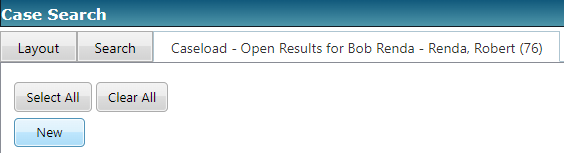 Case Search
Layout Search Caseload - Open Results for Bob Renda - Renda, Robert (76)
Select All Clear All
New